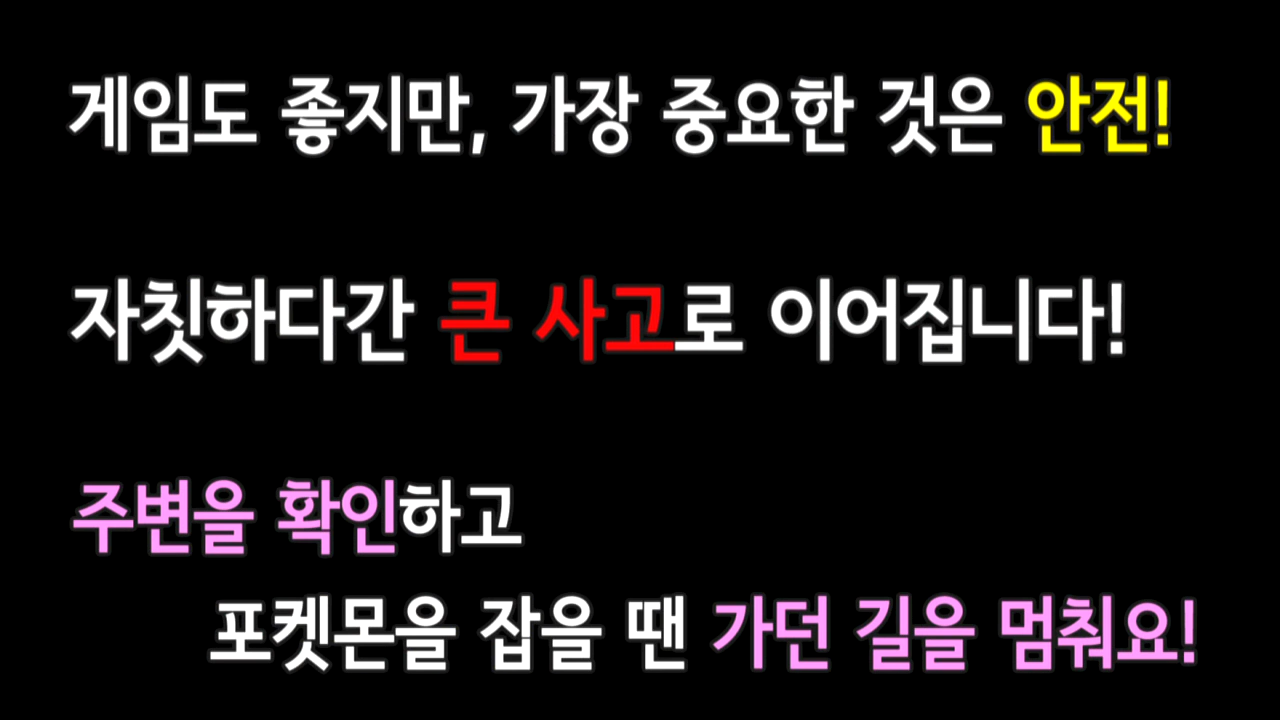 게임도 좋지만, 가장 중요한 것은 안전!
자칫하다간 큰 사고로 이어집니다!
주변을 확인하고
포켓몬을 잡을 땐 가던 길을 멈춰요!